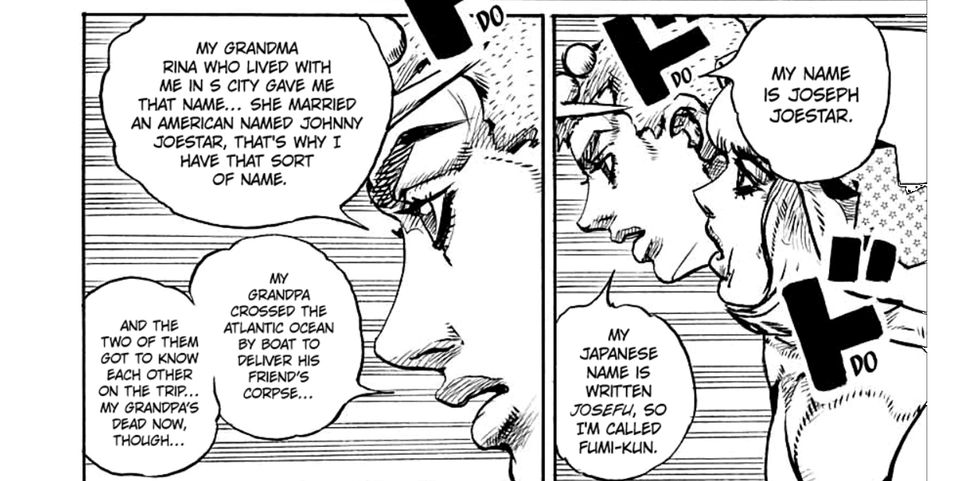 MY NAME
IS JOSEPH
JOESTAR.
ド
DO
ド
DO
MY
JAPANESE
NAME IS
WRITTEN
JOSEFU, SO
I'M CALLED
FUMI-KUN.
ド
DO
MY GRANDMA
RINA WHO LIVED WITH
ME IN S CITY GAVE ME
THAT NAME... SHE MARRIED
AN AMERICAN NAMED JOHNNY
JOESTAR, THAT'S WHY I
HAVE THAT SORT
OF NAME.
MY
GRANDPA
CROSSED THE
ATLANTIC OCEAN
BY BOAT TO
DELIVER HIS
FRIEND'S
CORPSE...
AND THE
TWO OF THEM
GOT TO KNOW
EACH OTHER
ON THE TRIP...
MY GRANDPA'S
DEAD NOW,
THOUGH...